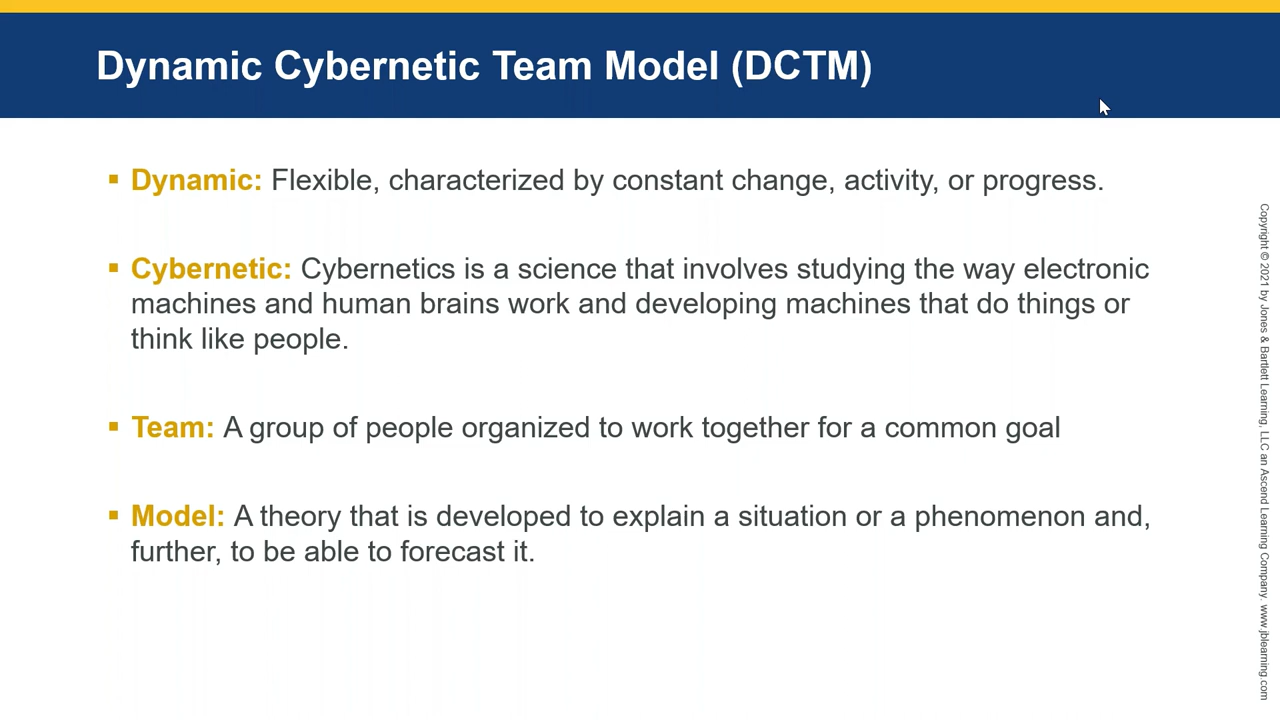 Dynamic Cybernetic Team Model (DCTM)
▪ Dynamic: Flexible, characterized by constant change, activity, or progress.
▪ Cybernetic: Cybernetics is a science that involves studying the way electronic
machines and human brains work and developing machines that do things or
think like people.
▪ Team: A group of people organized to work together for a common goal
▪ Model: A theory that is developed to explain a situation or a phenomenon and,
further, to be able to forecast it.
Copyright © 2021 by Jones & Bartlett Learning, LLC an Ascend Learning Company. www.jblearning.com